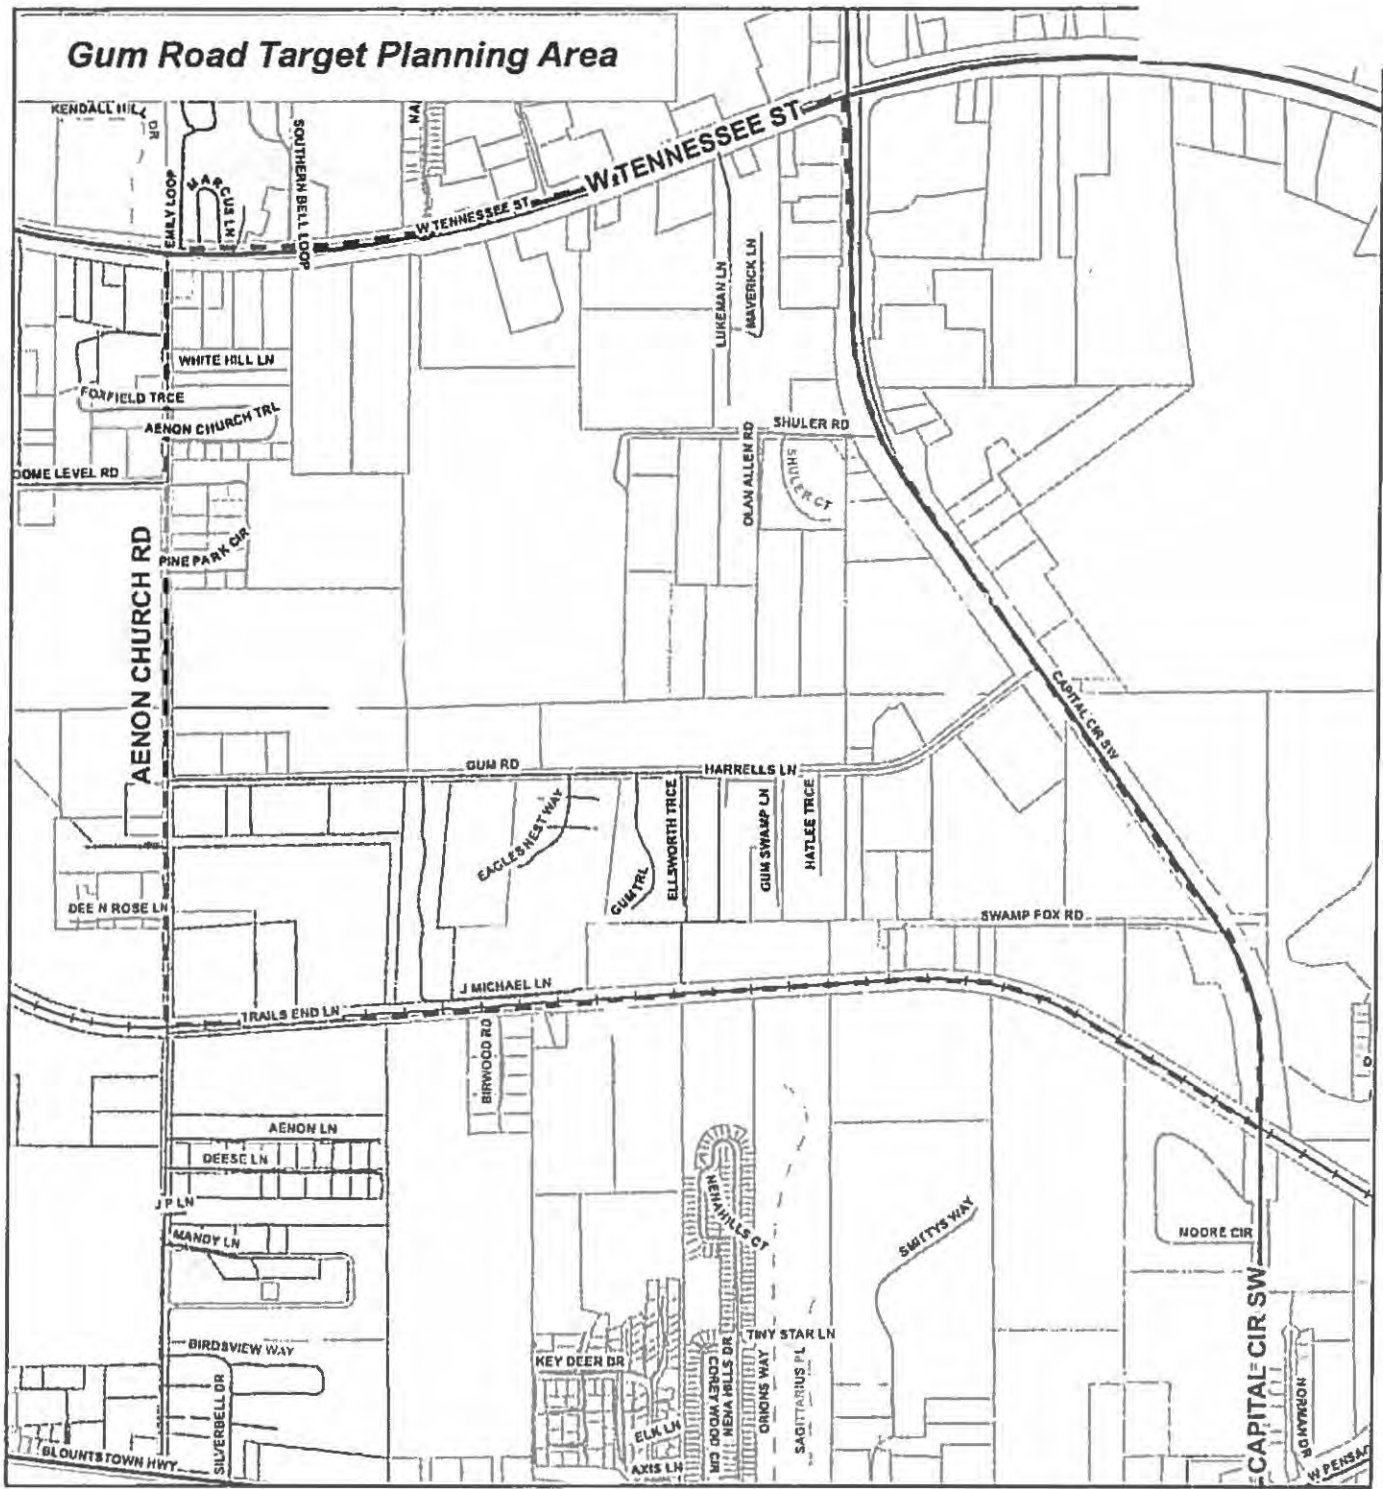 Gum Road Target Planning Area
KENDALL HILL
DR
EMILY LOOP
MARCUS LN
SOUTHERN BELL LOOP
NA
W TENNESSEE ST
W TENNESSEE ST
LUKEMAN LN
MAVERICK LN
WHITE HILL LN
FOXFIELD TRCE
AENON CHURCH TRL
SHULER RD
OLAN ALLEN RD
SHULER CT
DOME LEVEL RD
PINE PARK CIR
AENON CHURCH RD
CAPITAL CIR SW
GUM RD
HARRELLS LN
EAGLES NEST WAY
GUM TRL
ELLSWORTH TRCE
GUM SWAMP LN
HATLEE TRCE
DEE N ROSE LN
SWAMP FOX RD
J MICHAEL LN
TRAILS END LN
BIRWOOD RD
D
AENON LN
DEESE LN
J P LN
MANDY LN
NENA HILLS CT
SMITTYS WAY
MOORE CIR
CAPITAL CIR SW
BIRDSVIEW WAY
SILVERBELL DR
KEY DEER DR
ELK LN
AXIS LN
COREY WOOD CIR
NENA HILLS DR
TINY STAR LN
ORIONS WAY
SAGITTARIUS PL
NORMAN DR
BLOUNTSTOWN HWY
W PENSAC